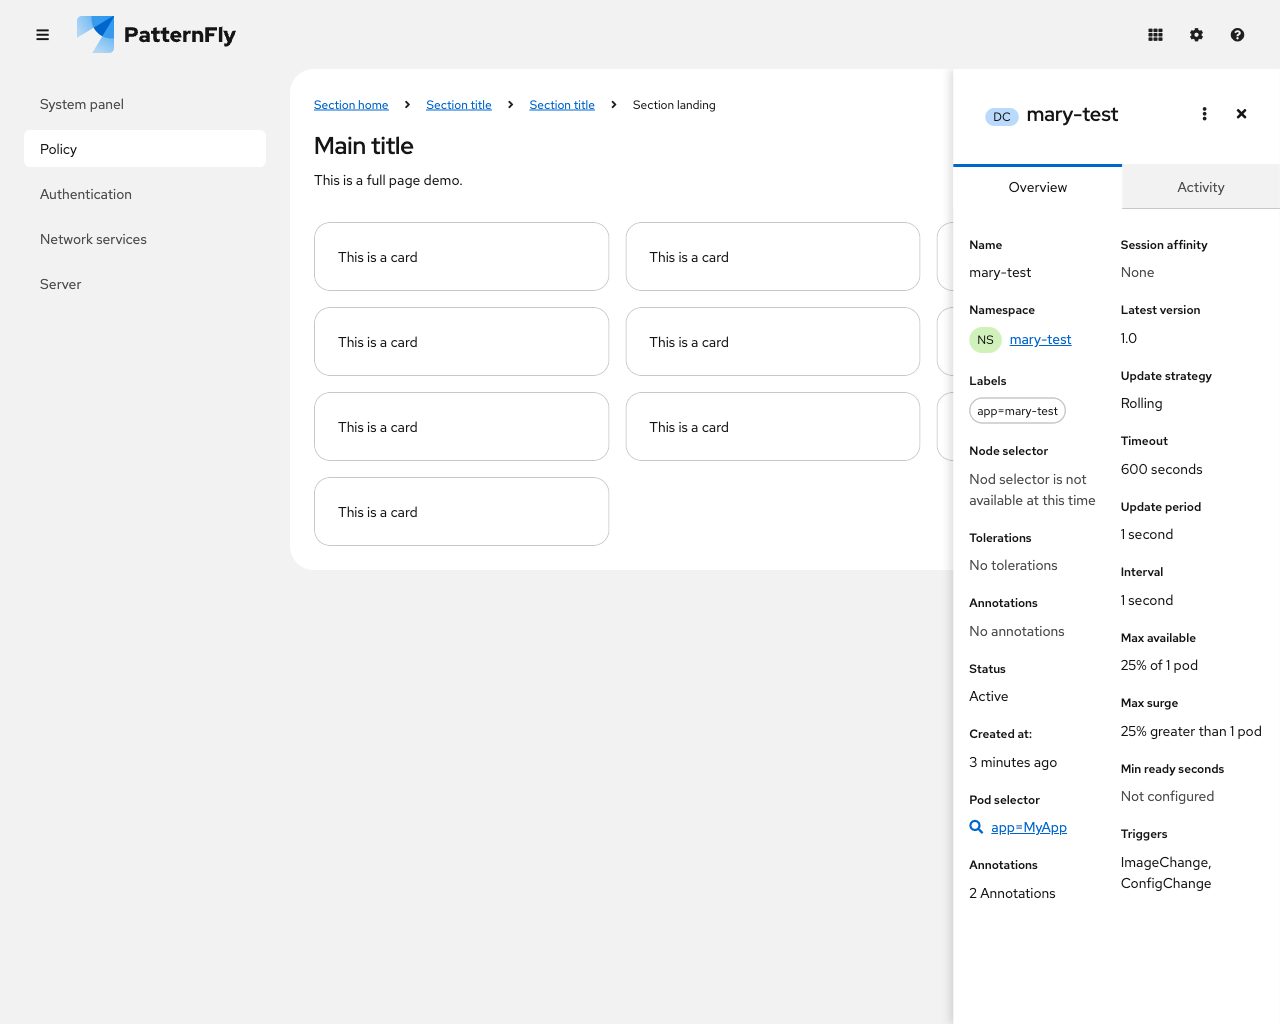 PatternFly
System panel
Policy
Authentication
Network services
Server
Section home
Section title
Section title
Section landing
Main title
This is a full page demo.
This is a card
This is a card
This is a card
This is a card
This is a card
This is a card
This is a card
DC mary-test
Overview
Activity
Name
mary-test
Namespace
NS mary-test
Labels
app=mary-test
Node selector
Nod selector is not
available at this time
Tolerations
No tolerations
Annotations
No annotations
Status
Active
Created at:
3 minutes ago
Pod selector
app=MyApp
Annotations
2 Annotations
Session affinity
None
Latest version
1.0
Update strategy
Rolling
Timeout
600 seconds
Update period
1 second
Interval
1 second
Max available
25% of 1 pod
Max surge
25% greater than 1 pod
Min ready seconds
Not configured
Triggers
ImageChange,
ConfigChange